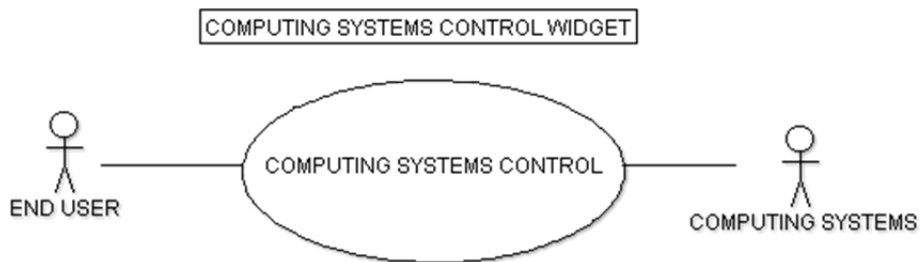 COMPUTING SYSTEMS CONTROL WIDGET
COMPUTING SYSTEMS CONTROL
END USER
COMPUTING SYSTEMS